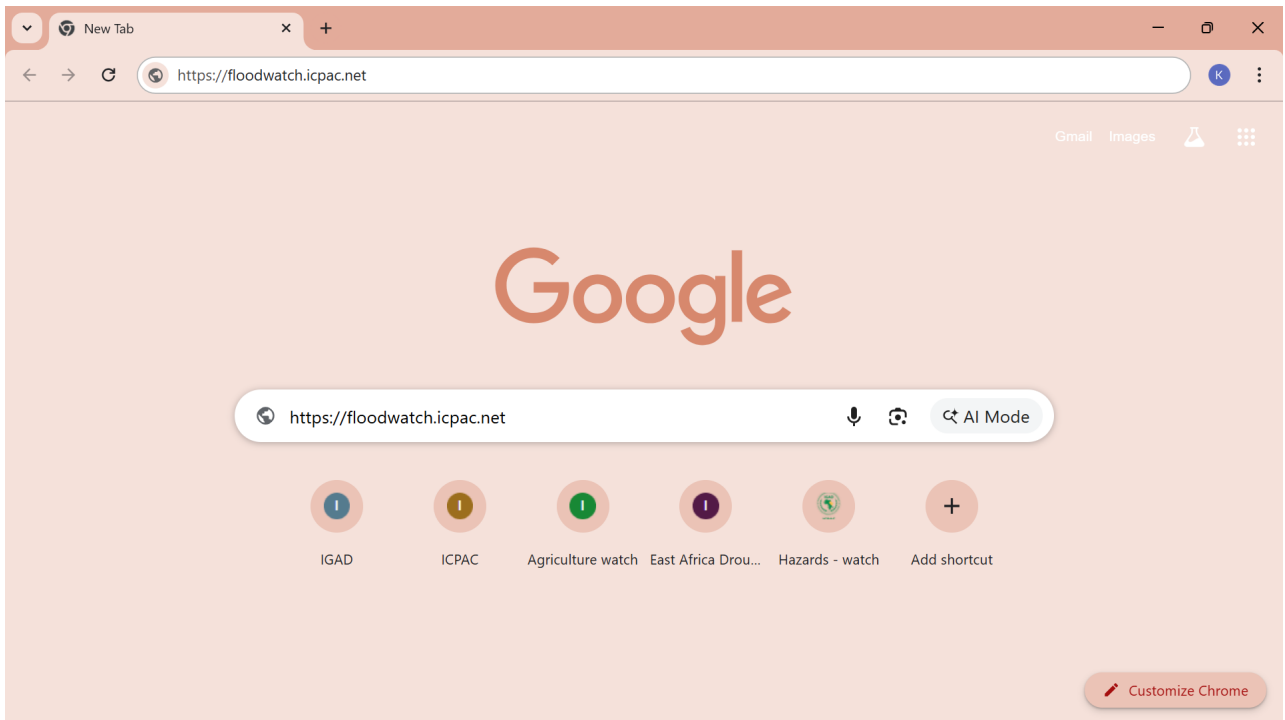 New Tab
https://floodwatch.icpac.net
K
Gmail Images
Google
https://floodwatch.icpac.net AI Mode
I I I I
IGAD ICPAC Agriculture watch East Africa Drou... Hazards - watch Add shortcut
Customize Chrome